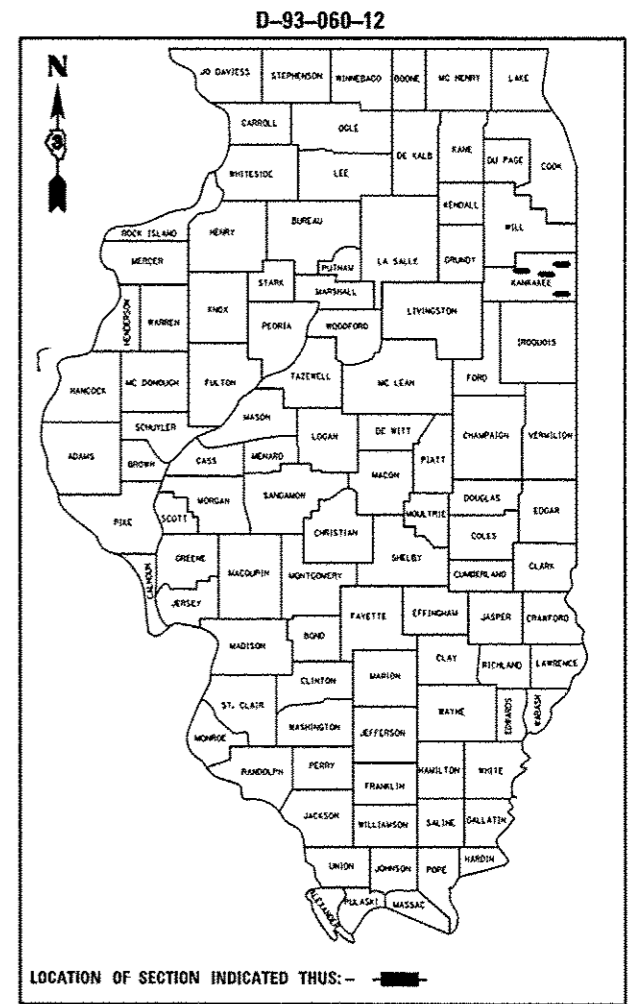 D-93-060-12
N
3
JO DAVIESS STEPHENSON WINNEBAGO BOONE MC HENRY LAKE
CARROLL OGLE
DE KALB KANE
DU PAGE COOK
WHITESIDE LEE
KENDALL
WILL
ROCK ISLAND HENRY BUREAU
LA SALLE GRUNDY
MERCER
PUTNAM
KANKAKEE
STARK
MARSHALL
HENDERSON WARREN KNOX
PEORIA WOODFORD LIVINGSTON
IROQUOIS
HANCOCK MC DONOUGH FULTON TAZEWELL MC LEAN FORD
MASON
SCHUYLER LOGAN DE WITT CHAMPAIGN VERMILION
ADAMS BROWN CASS MENARD
MACON PIATT
MORGAN SANGAMON DOUGLAS
PIKE SCOTT MOULTRIE EDGAR
CHRISTIAN COLES
GREENE SHELBY
CALHOUN MACOUPIN MONTGOMERY CUMBERLAND CLARK
JERSEY
FAYETTE EFFINGHAM JASPER CRAWFORD
BOND
MADISON
CLAY RICHLAND LAWRENCE
CLINTON MARION
ST. CLAIR WAYNE EDWARDS WABASH
WASHINGTON JEFFERSON
MONROE
RANDOLPH PERRY HAMILTON WHITE
FRANKLIN
JACKSON
WILLIAMSON SALINE GALLATIN
UNION JOHNSON POPE HARDIN
ALEXANDER PULASKI MASSAC
LOCATION OF SECTION INDICATED THUS: -